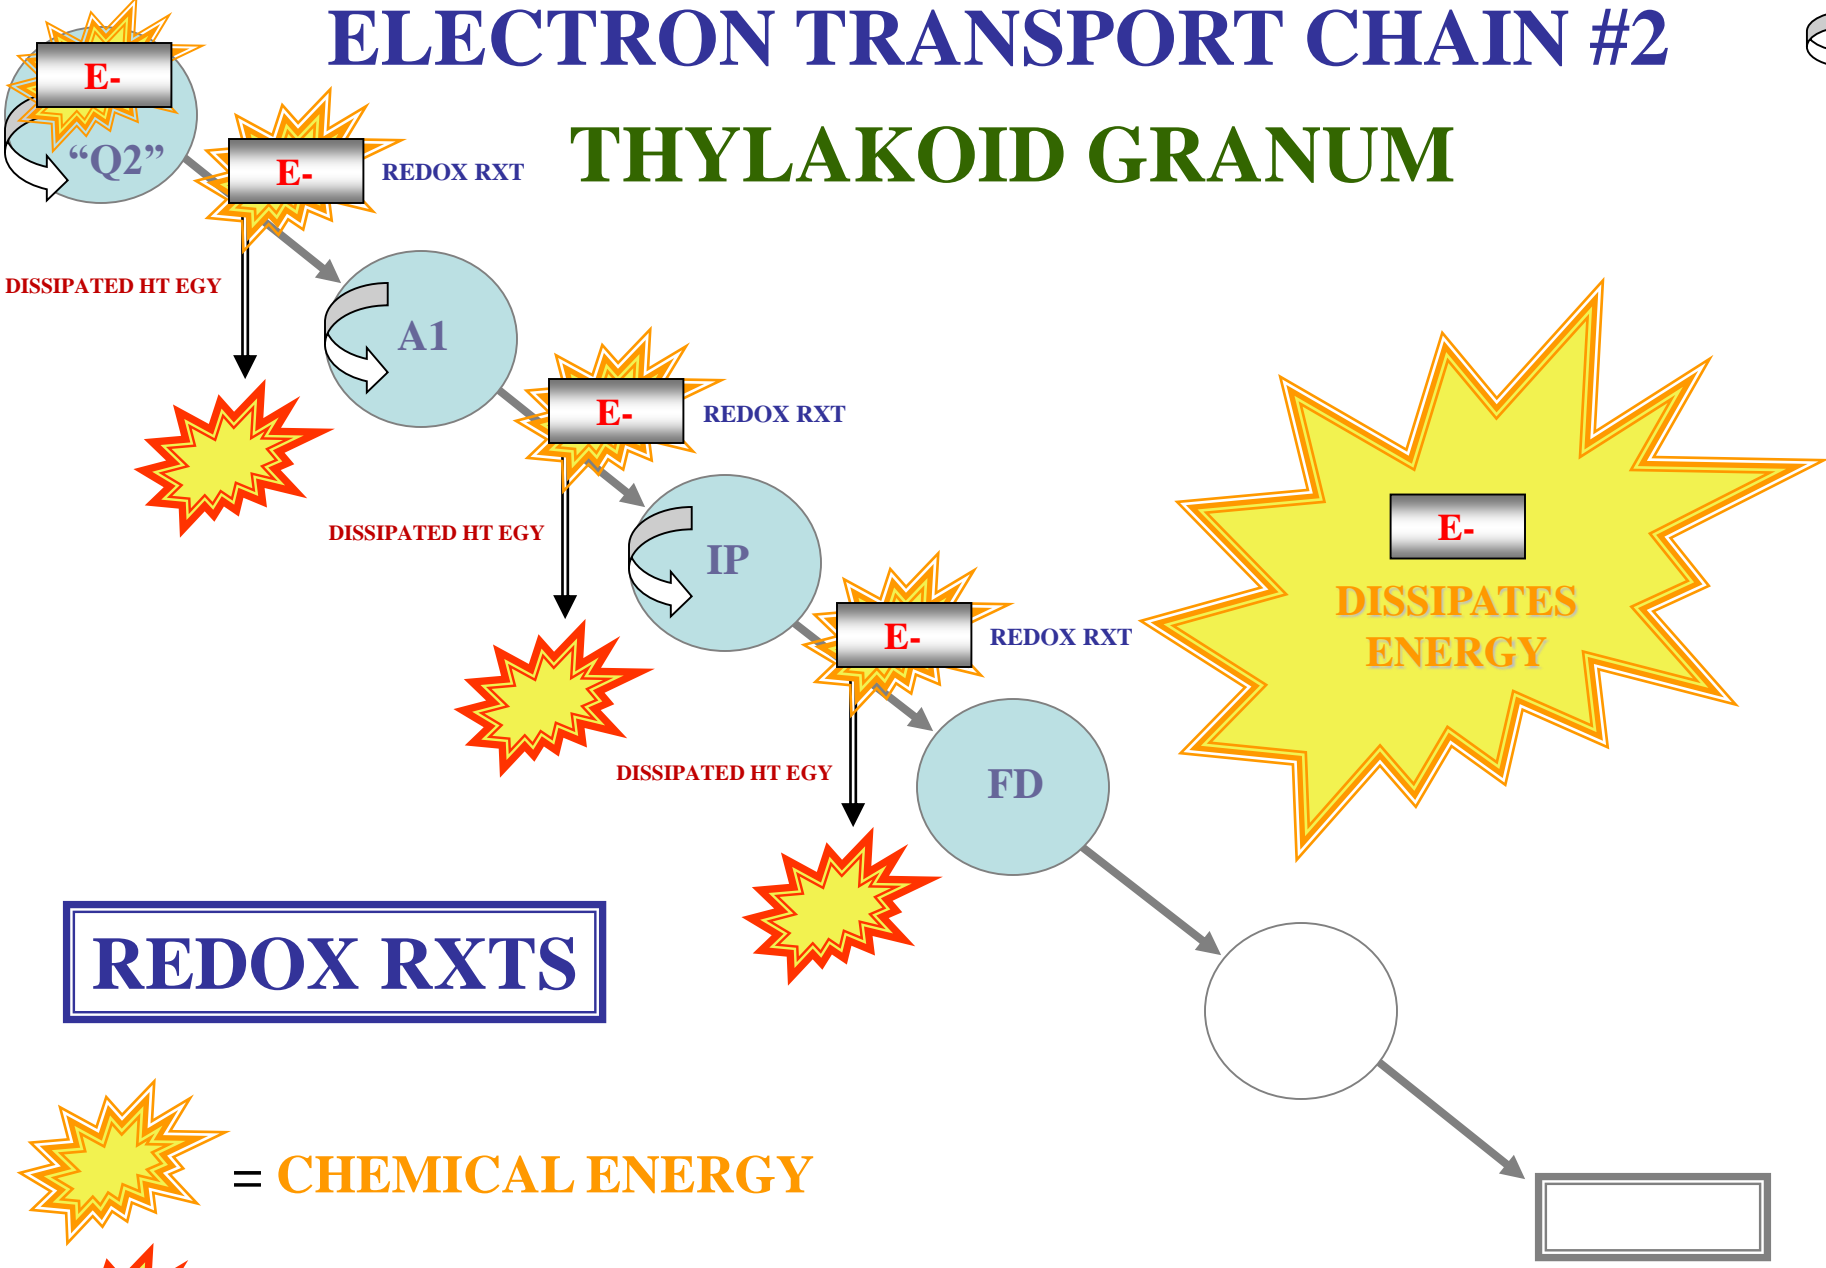 ELECTRON TRANSPORT CHAIN #2
E-
“Q2”
E-
REDOX RXT
THYLAKOID GRANUM
DISSIPATED HT EGY
A1
E-
REDOX RXT
DISSIPATED HT EGY
IP
E-
DISSIPATES
ENERGY
E-
REDOX RXT
DISSIPATED HT EGY
FD
REDOX RXTS
= CHEMICAL ENERGY